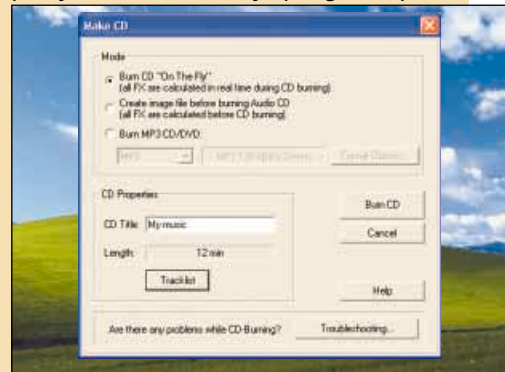 Make CD
Mode
Burn CD "On The Fly"
(all FX are calculated in real time during CD burning)
Create image file before burning Audio CD
(all FX are calculated before CD burning)
Burn MP3 CD/DVD:
MP3
Format Options...
CD Properties
CD Title: My music
Length: 12 min
Tracklist
Burn CD
Cancel
Help
Are there any problems while CD-Burning?
Troubleshooting...